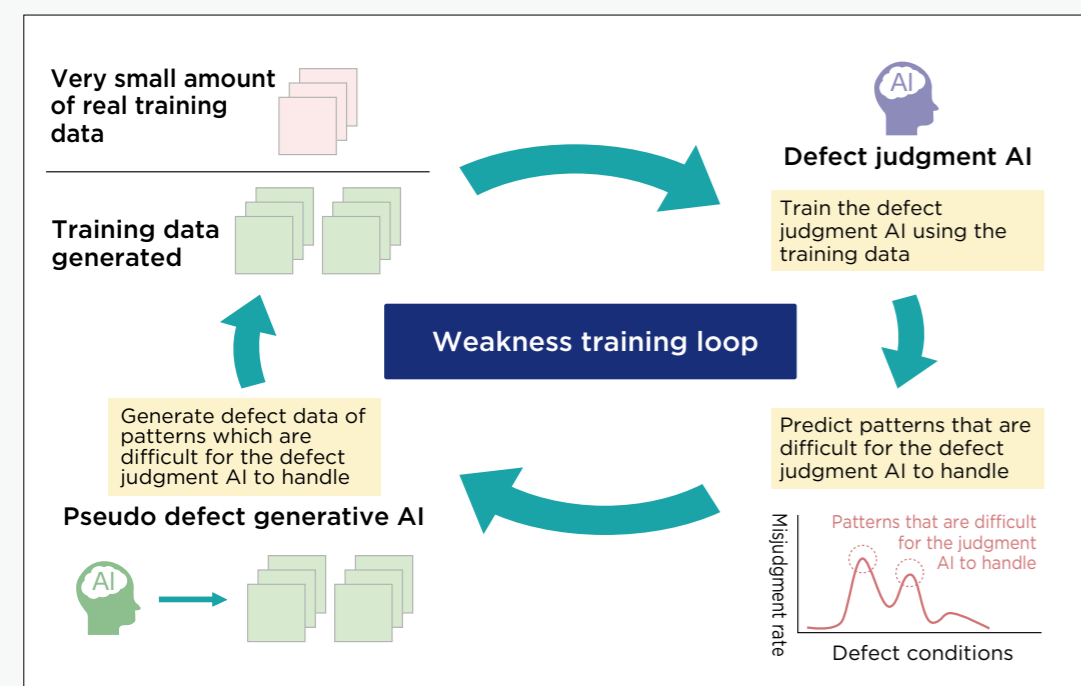 Very small amount
of real training
data
Training data
generated
AI
Defect judgment AI
Train the defect
judgment AI using the
training data
Weakness training loop
Generate defect data of
patterns which are
difficult for the defect
judgment AI to handle
Pseudo defect generative AI
AI
Predict patterns that are
difficult for the defect
judgment AI to handle
Patterns that are difficult
for the judgment
AI to handle
Misjudgment rate
Defect conditions